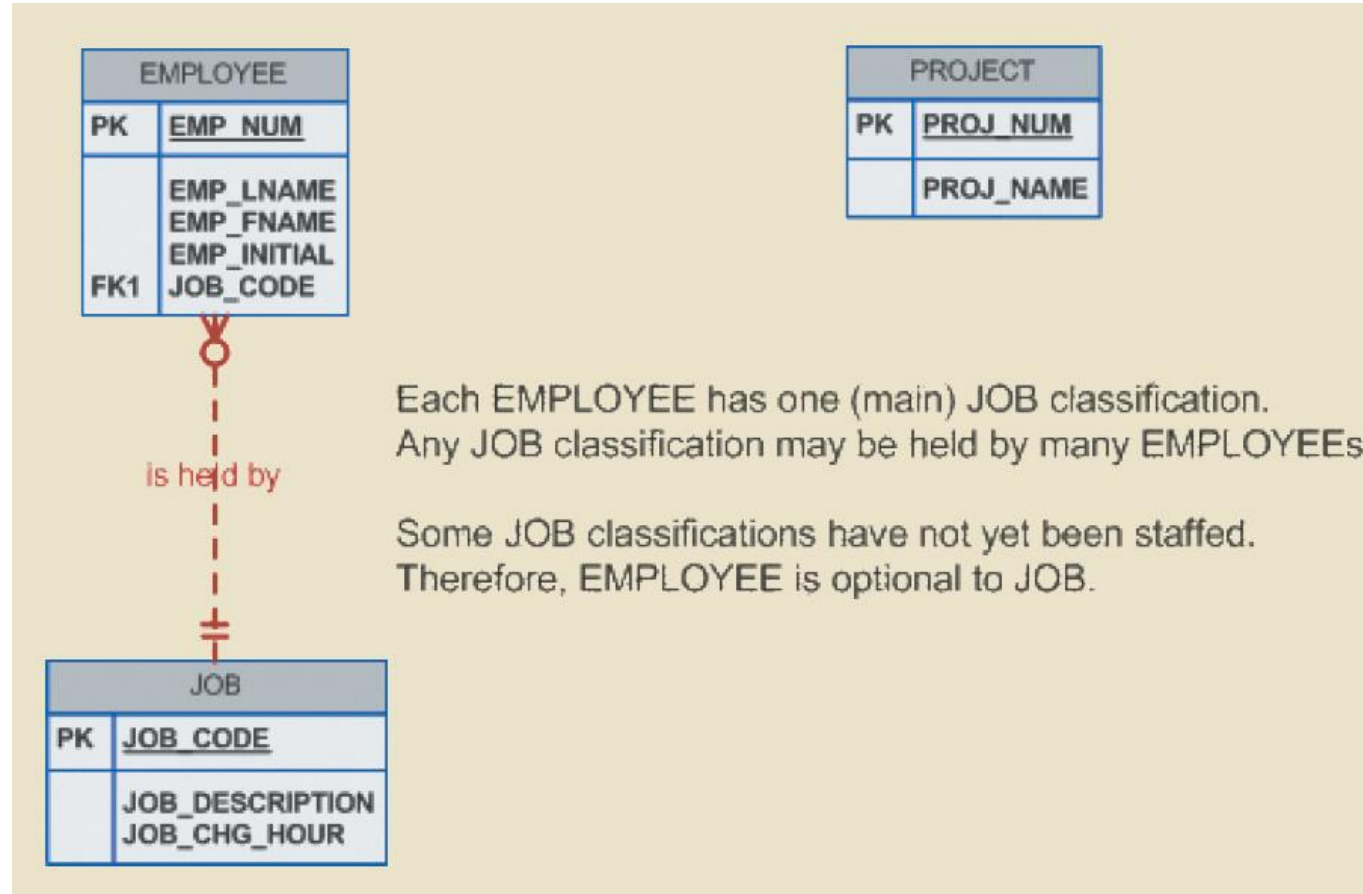 EMPLOYEE
PK EMP_NUM
EMP_LNAME
EMP_FNAME
EMP_INITIAL
FK1 JOB_CODE
PROJECT
PK PROJ_NUM
PROJ_NAME
Each EMPLOYEE has one (main) JOB classification.
Any JOB classification may be held by many EMPLOYEEs
is held by
Some JOB classifications have not yet been staffed.
Therefore, EMPLOYEE is optional to JOB.
JOB
PK JOB_CODE
JOB_DESCRIPTION
JOB_CHG_HOUR